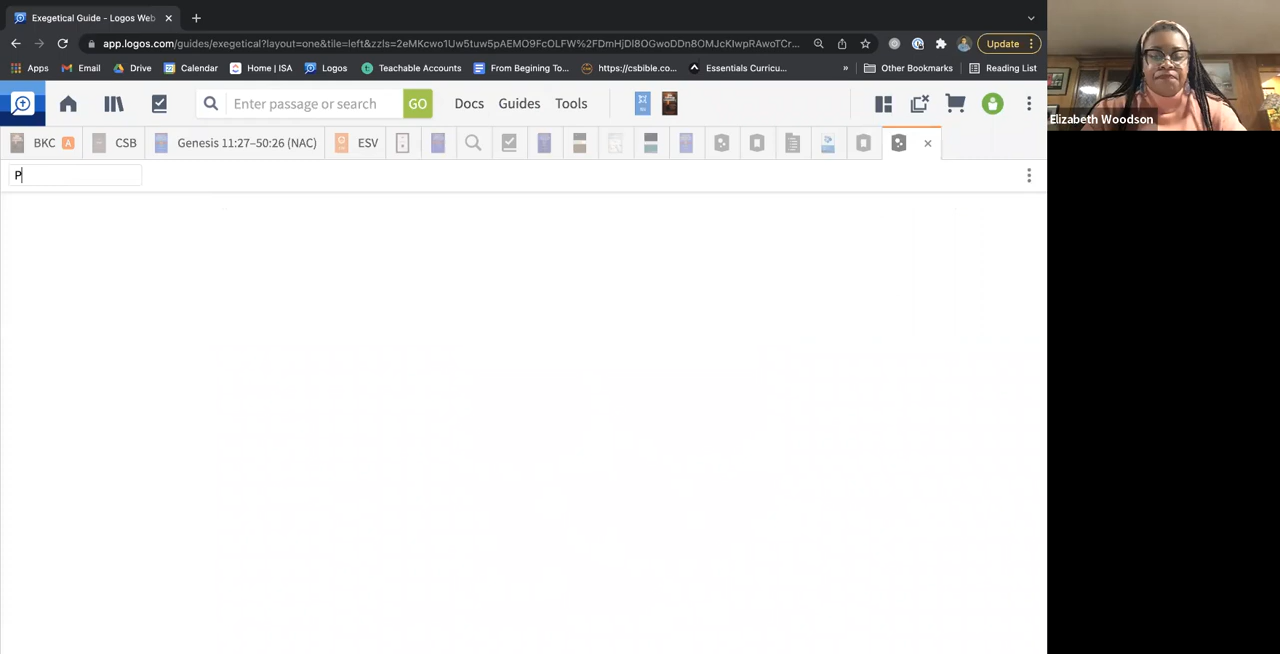 Exegetical Guide - Logos Web
app.logos.com/guides/exegetical?layout=one&tile=left&zzls=2eMKcwo1Uw5tuw5pAEMO9FcOLFW%2FDmHjDl8OGwoDDn8OMJcKlwpRAwoTCr...
Update
Apps Email Drive Calendar Home | ISA Logos Teachable Accounts From Begining To... https://csbible.co... Essentials Curricu... » Other Bookmarks Reading List
Enter passage or search GO Docs Guides Tools
BKC A CSB Genesis 11:27–50:26 (NAC) ESV
P
Elizabeth Woodson